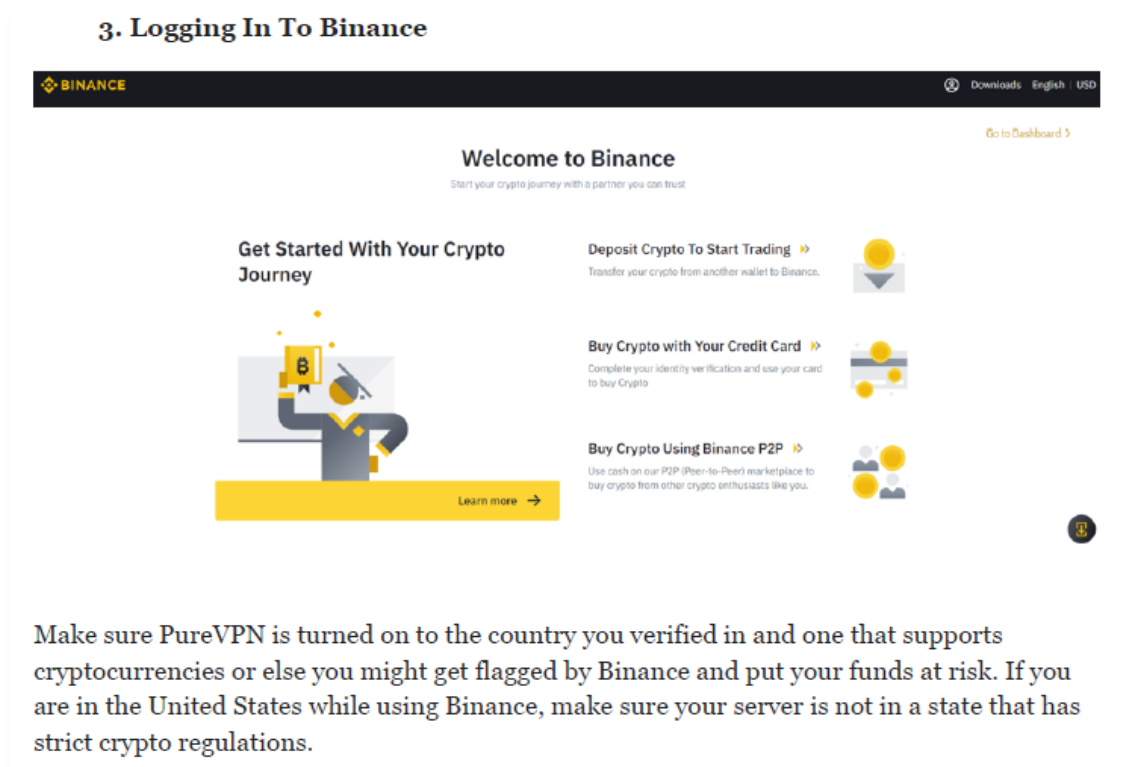 3. Logging In To Binance
BINANCE
Downloads English | USD
Go to Dashboard
Welcome to Binance
Start your crypto journey with a partner you can trust
Get Started With Your Crypto
Journey
Learn more →
Deposit Crypto To Start Trading
Transfer your crypto from another wallet to Binance.
Buy Crypto with Your Credit Card
Complete your identity verification and use your card
to buy Crypto
Buy Crypto Using Binance P2P
Use cash on our P2P (Peer-to-Peer) marketplace to
buy crypto from other crypto enthusiasts like you.
Make sure PureVPN is turned on to the country you verified in and one that supports
cryptocurrencies or else you might get flagged by Binance and put your funds at risk. If you
are in the United States while using Binance, make sure your server is not in a state that has
strict crypto regulations.